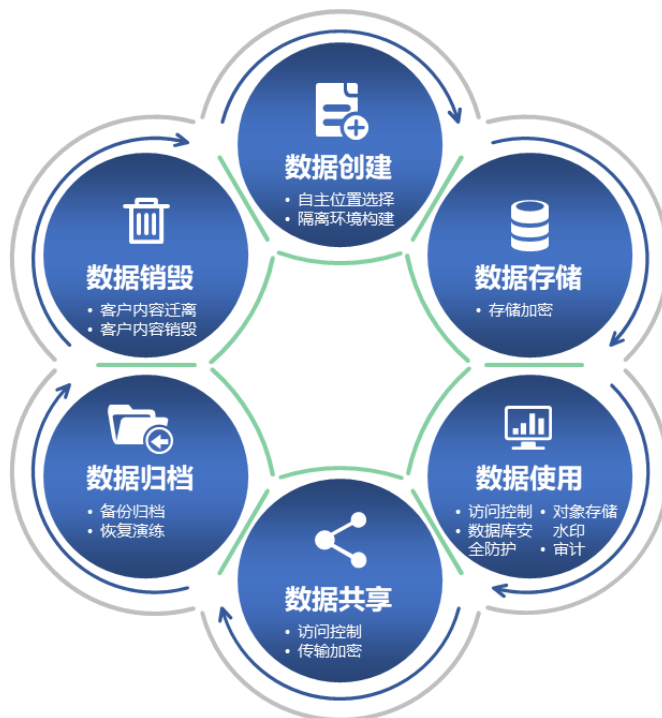 数据创建
• 自主位置选择
• 隔离环境构建
数据存储
• 存储加密
数据使用
• 访问控制
• 数据库安
全防护
• 对象存储
水印
• 审计
数据共享
• 访问控制
• 传输加密
数据归档
• 备份归档
• 恢复演练
数据销毁
• 客户内容迁离
• 客户内容销毁